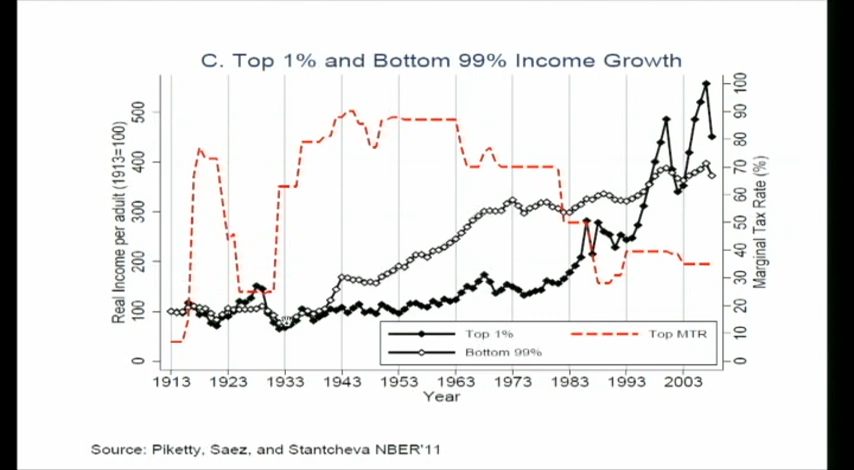 C. Top 1% and Bottom 99% Income Growth
Real Income per adult (1913=100)
500
400
300
200
100
0
Marginal Tax Rate (%)
100
90
80
70
60
50
40
30
20
10
0
Top 1%
Top MTR
Bottom 99%
1913 1923 1933 1943 1953 1963 1973 1983 1993 2003
Year
Source: Piketty, Saez, and Stantcheva NBER'11